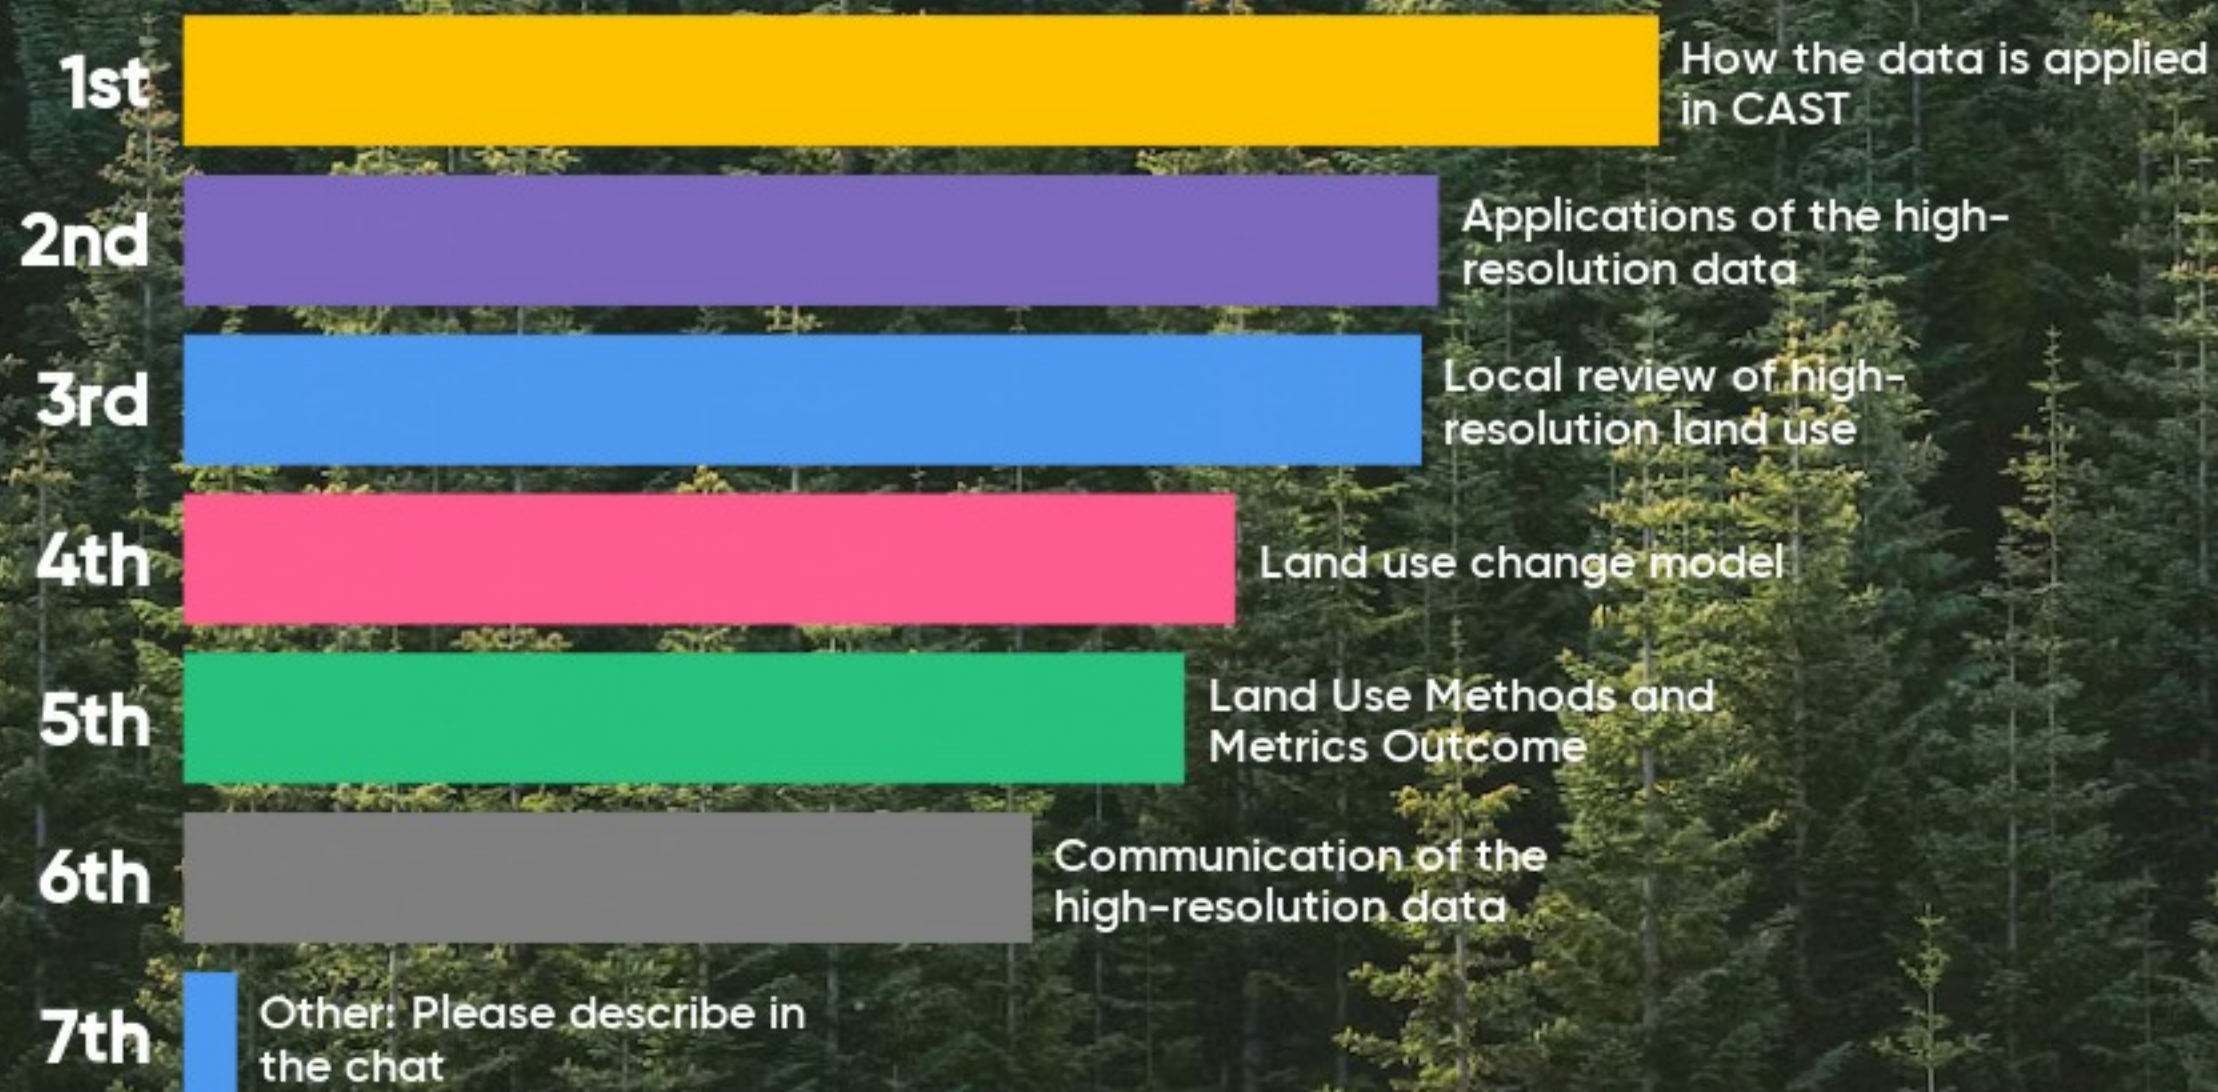 1st
How the data is applied
in CAST
2nd
Applications of the high-
resolution data
3rd
Local review of high-
resolution land use
4th
Land use change model
5th
Land Use Methods and
Metrics Outcome
6th
Communication of the
high-resolution data
7th
Other: Please describe in
the chat